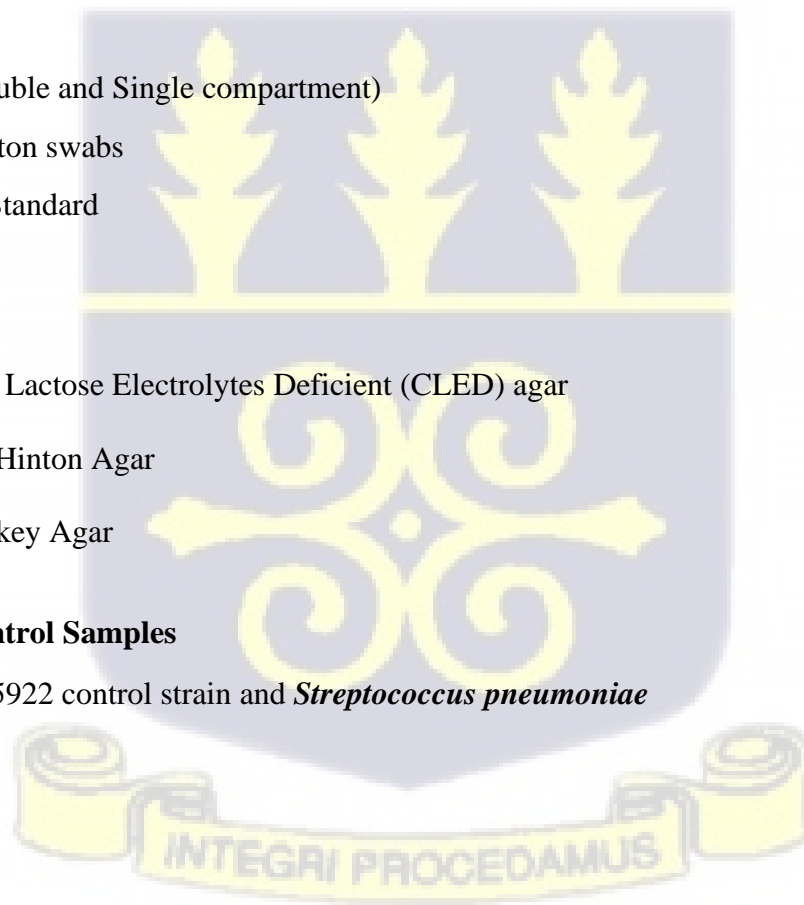 uble and Single compartment)
ton swabs
Standard
Lactose Electrolytes Deficient (CLED) agar
Hinton Agar
key Agar
ntrol Samples
5922 control strain and Streptococcus pneumoniae
INTEGRI PROCEDAMUS